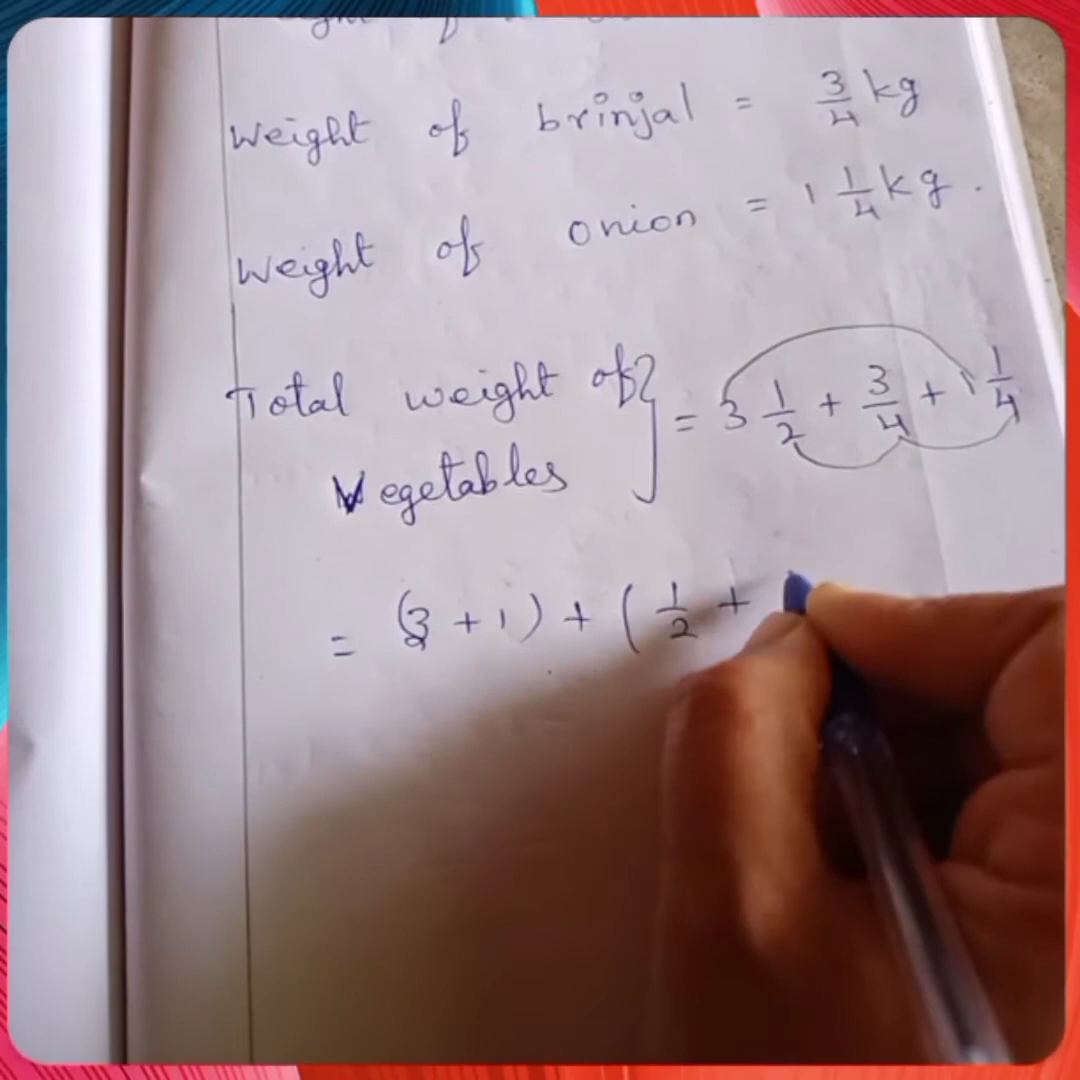 of
Weight of brinjal = 3/4 kg
Weight of onion = 1 1/4 kg.
Total weight of } = 3 1/2 + 3/4 + 1 1/4
Vegetables
= (3 + 1) + (1/2 +